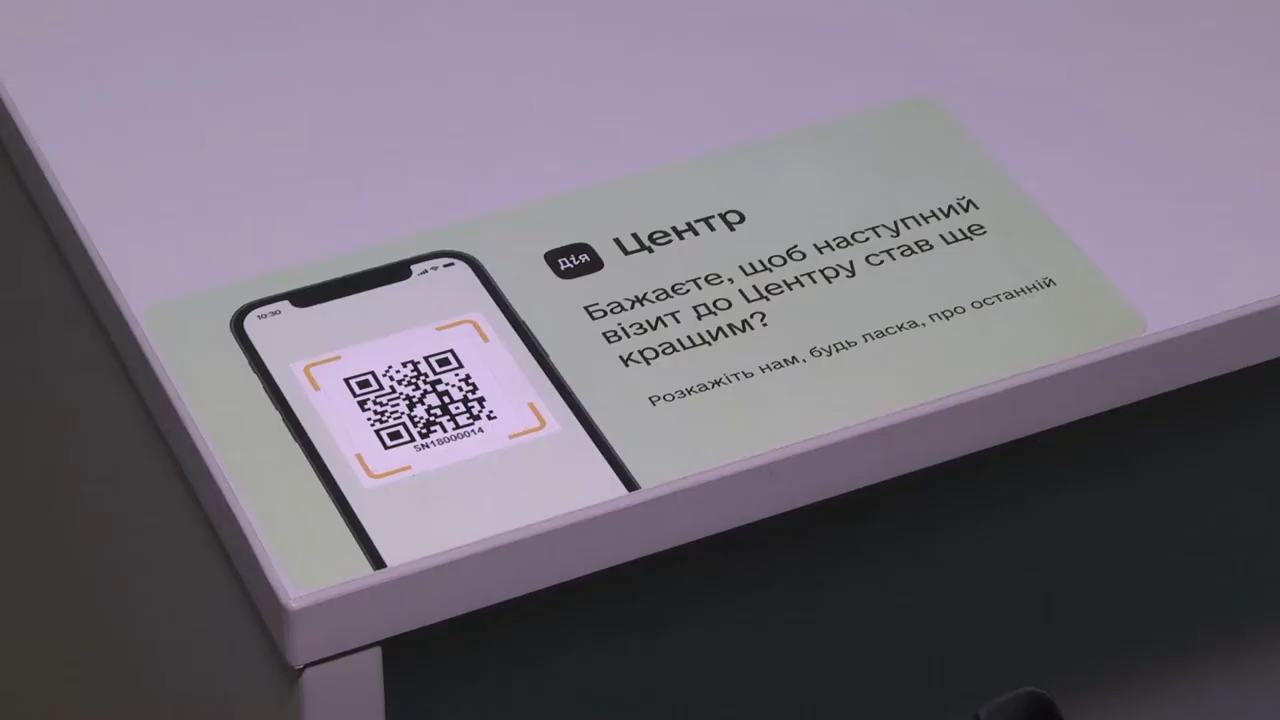 Дія Центр
Бажаєте, щоб наступний
візит до Центру став ще
кращим?
Розкажіть нам, будь ласка, про останній
10:30
SN18000014